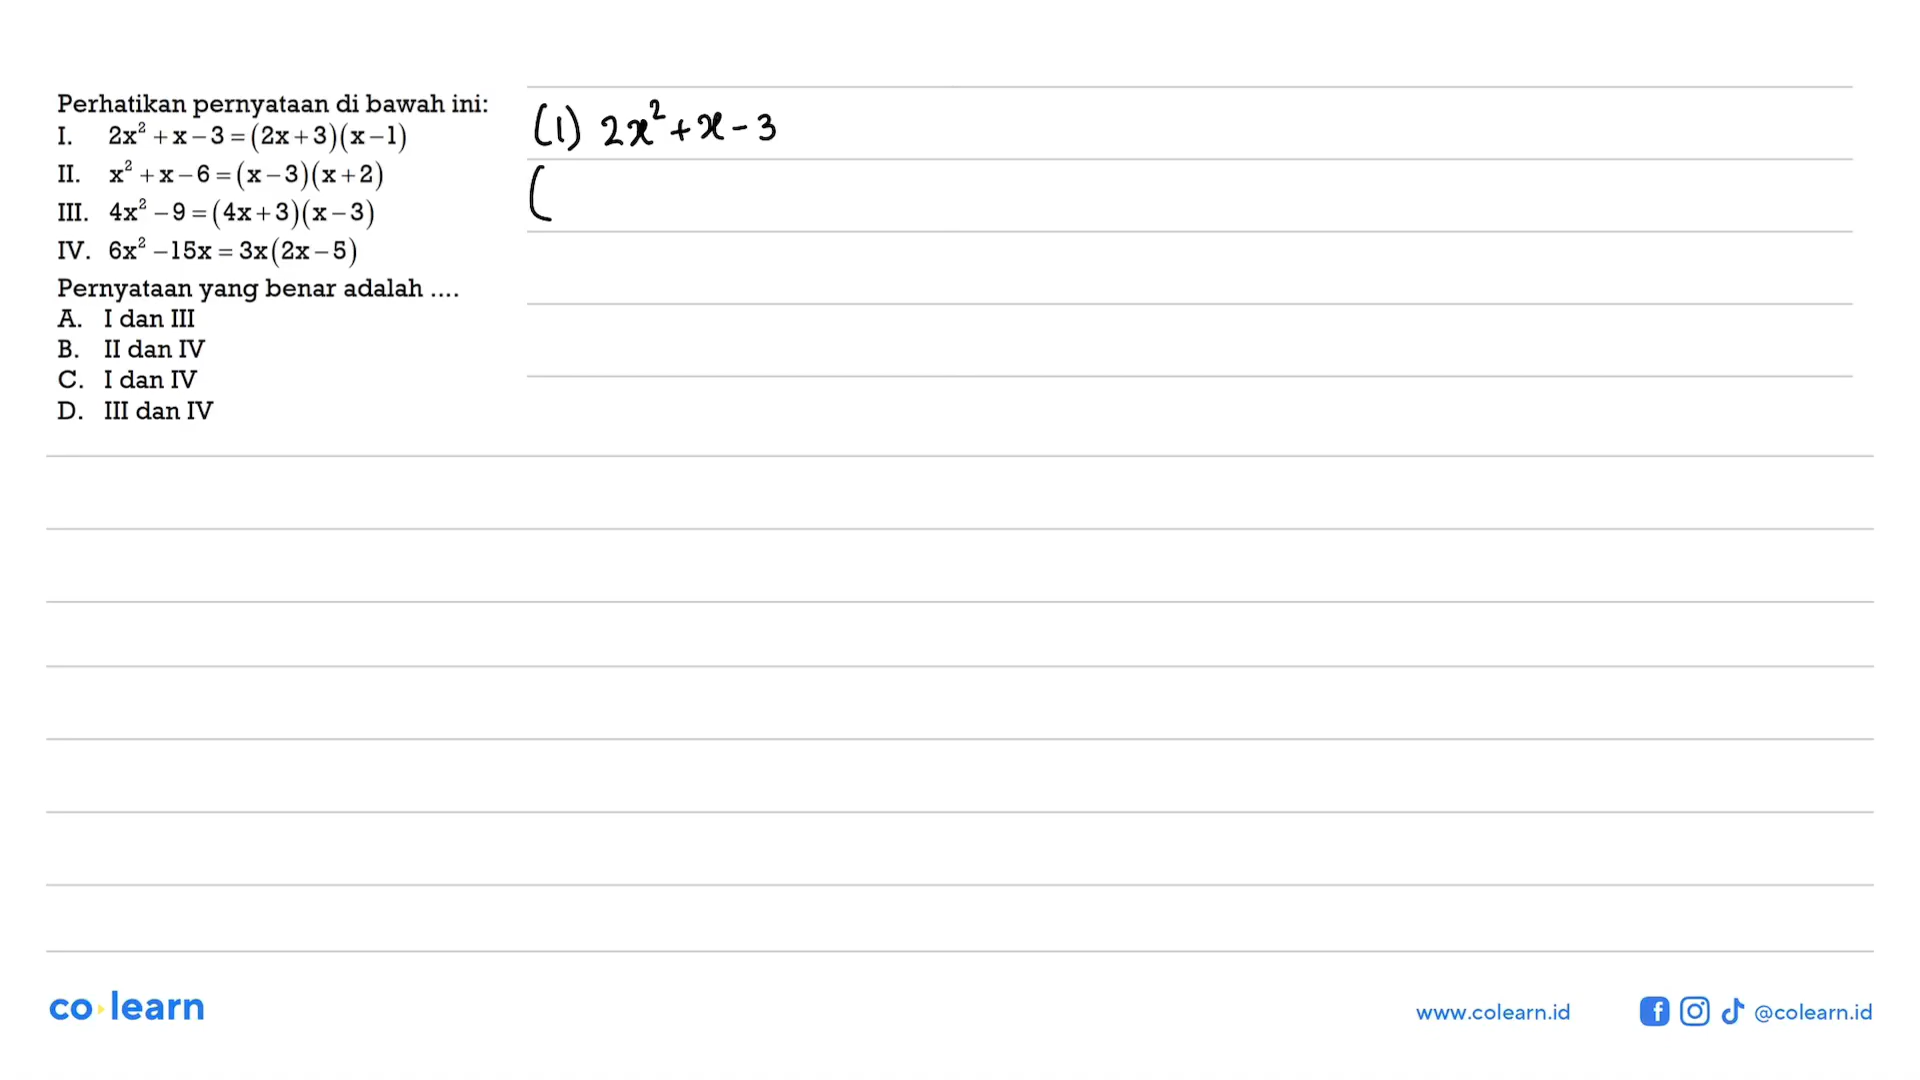 Perhatikan pernyataan di bawah ini:
I. 2x² + x – 3 = (2x + 3)(x – 1)
II. x² + x – 6 = (x – 3)(x + 2)
III. 4x² – 9 = (4x + 3)(x – 3)
IV. 6x² – 15x = 3x(2x – 5)
Pernyataan yang benar adalah ....
A. I dan III
B. II dan IV
C. I dan IV
D. III dan IV
(1) 2x² + x - 3
(
co learn
www.colearn.id
@colearn.id